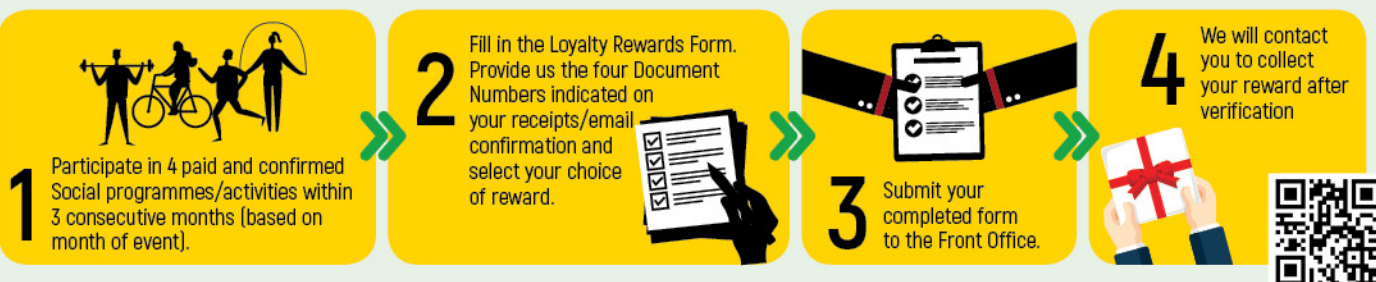 1
Participate in 4 paid and confirmed
Social programmes/activities within
3 consecutive months (based on
month of event).
2
Fill in the Loyalty Rewards Form.
Provide us the four Document
Numbers indicated on
your receipts/email
confirmation and
select your choice
of reward.
3
Submit your
completed form
to the Front Office.
4
We will contact
you to collect
your reward after
verification